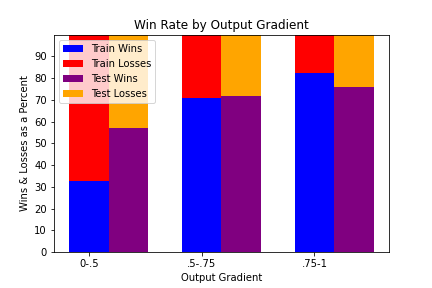 Win Rate by Output Gradient
Train Wins
Train Losses
Test Wins
Test Losses
Wins & Losses as a Percent
90
80
70
60
50
40
30
20
10
0
0-.5
.5-.75
.75-1
Output Gradient